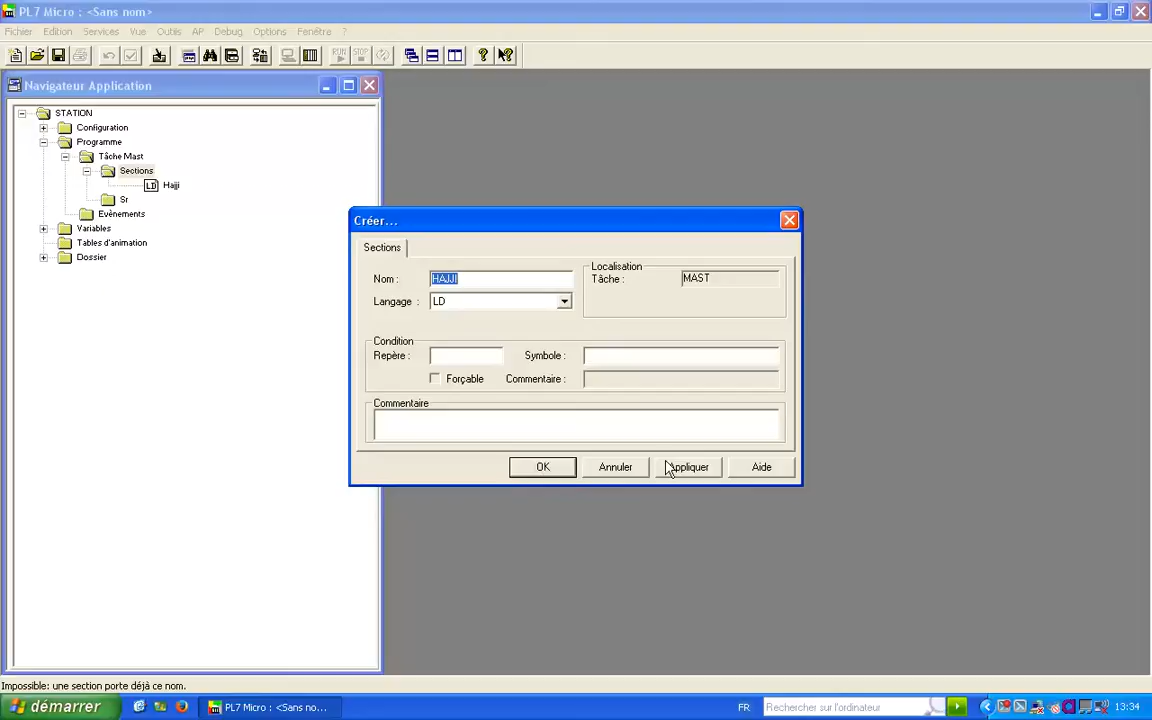 PL7 Micro : <Sans nom>
Fichier Edition Services Vue Outils AP Debug Options Fenêtre ?
RUN STOP
Navigateur Application
STATION
Configuration
Programme
Tâche Mast
Sections
LD Hajji
Sr
Evènements
Variables
Tables d'animation
Dossier
Créer...
Sections
Nom : HAJJI
Langage : LD
Localisation
Tâche : MAST
Condition
Repère : Symbole :
Forçable Commentaire :
Commentaire
OK Annuler Appliquer Aide
Impossible: une section porte déjà ce nom.
démarrer PL7 Micro : <Sans no... FR Rechercher sur l'ordinateur 13:34